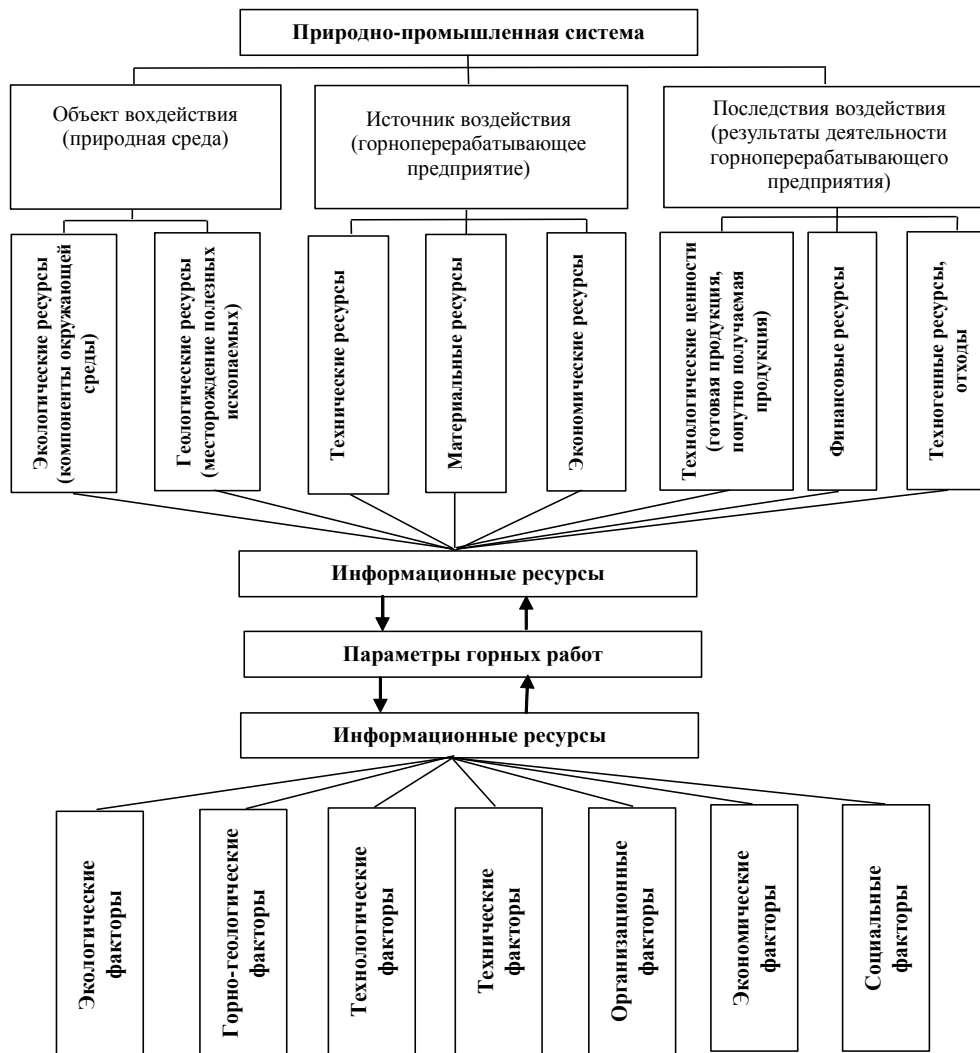 Природно-промышленная система
Объект вохдействия
(природная среда)
Источник воздействия
(горноперерабатывающее
предприятие)
Последствия воздействия
(результаты деятельности
горноперерабатывающего
предприятия)
Экологические ресурсы
(компоненты окружающей
среды)
Геологические ресурсы
(месторождение полезных
ископаемых)
Технические ресурсы
Материальные ресурсы
Экономические ресурсы
Технологические ценности
(готовая продукция,
попутно получаемая
продукция)
Финансовые ресурсы
Техногенные ресурсы,
отходы
Информационные ресурсы
Параметры горных работ
Информационные ресурсы
Экологические
факторы
Горно-геологические
факторы
Технологические
факторы
Технические
факторы
Организационные
факторы
Экономические
факторы
Социальные
факторы